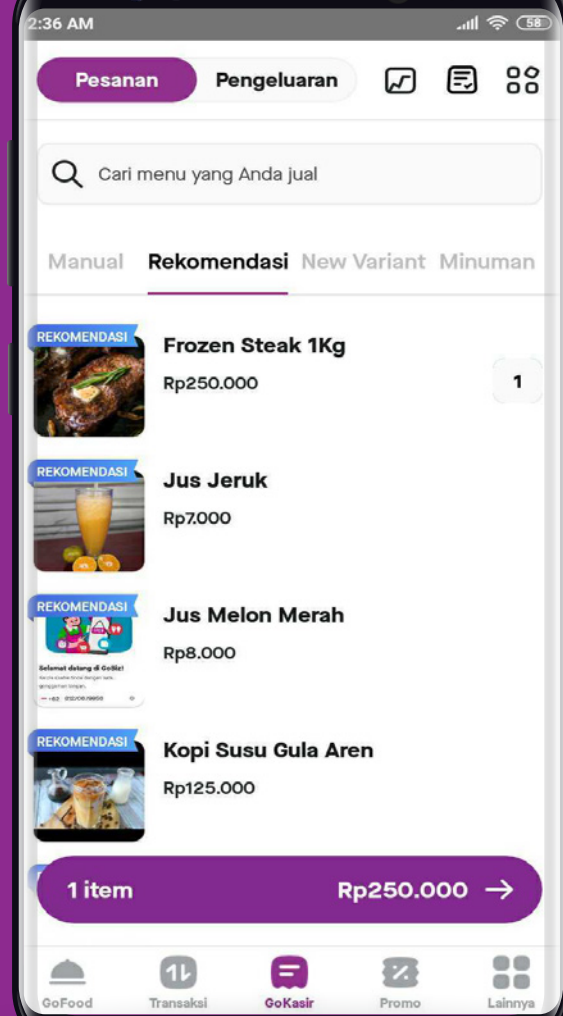 2:36 AM
58
Pesanan
Pengeluaran
Cari menu yang Anda jual
Manual Rekomendasi New Variant Minuman
REKOMENDASI
Frozen Steak 1Kg
Rp250.000
1
REKOMENDASI
Jus Jeruk
Rp7.000
REKOMENDASI
Jus Melon Merah
Rp8.000
Selamat datang di GoBiz!
REKOMENDASI
Kopi Susu Gula Aren
Rp125.000
1 item
Rp250.000
GoFood
Transaksi
GoKasir
Promo
Lainnya